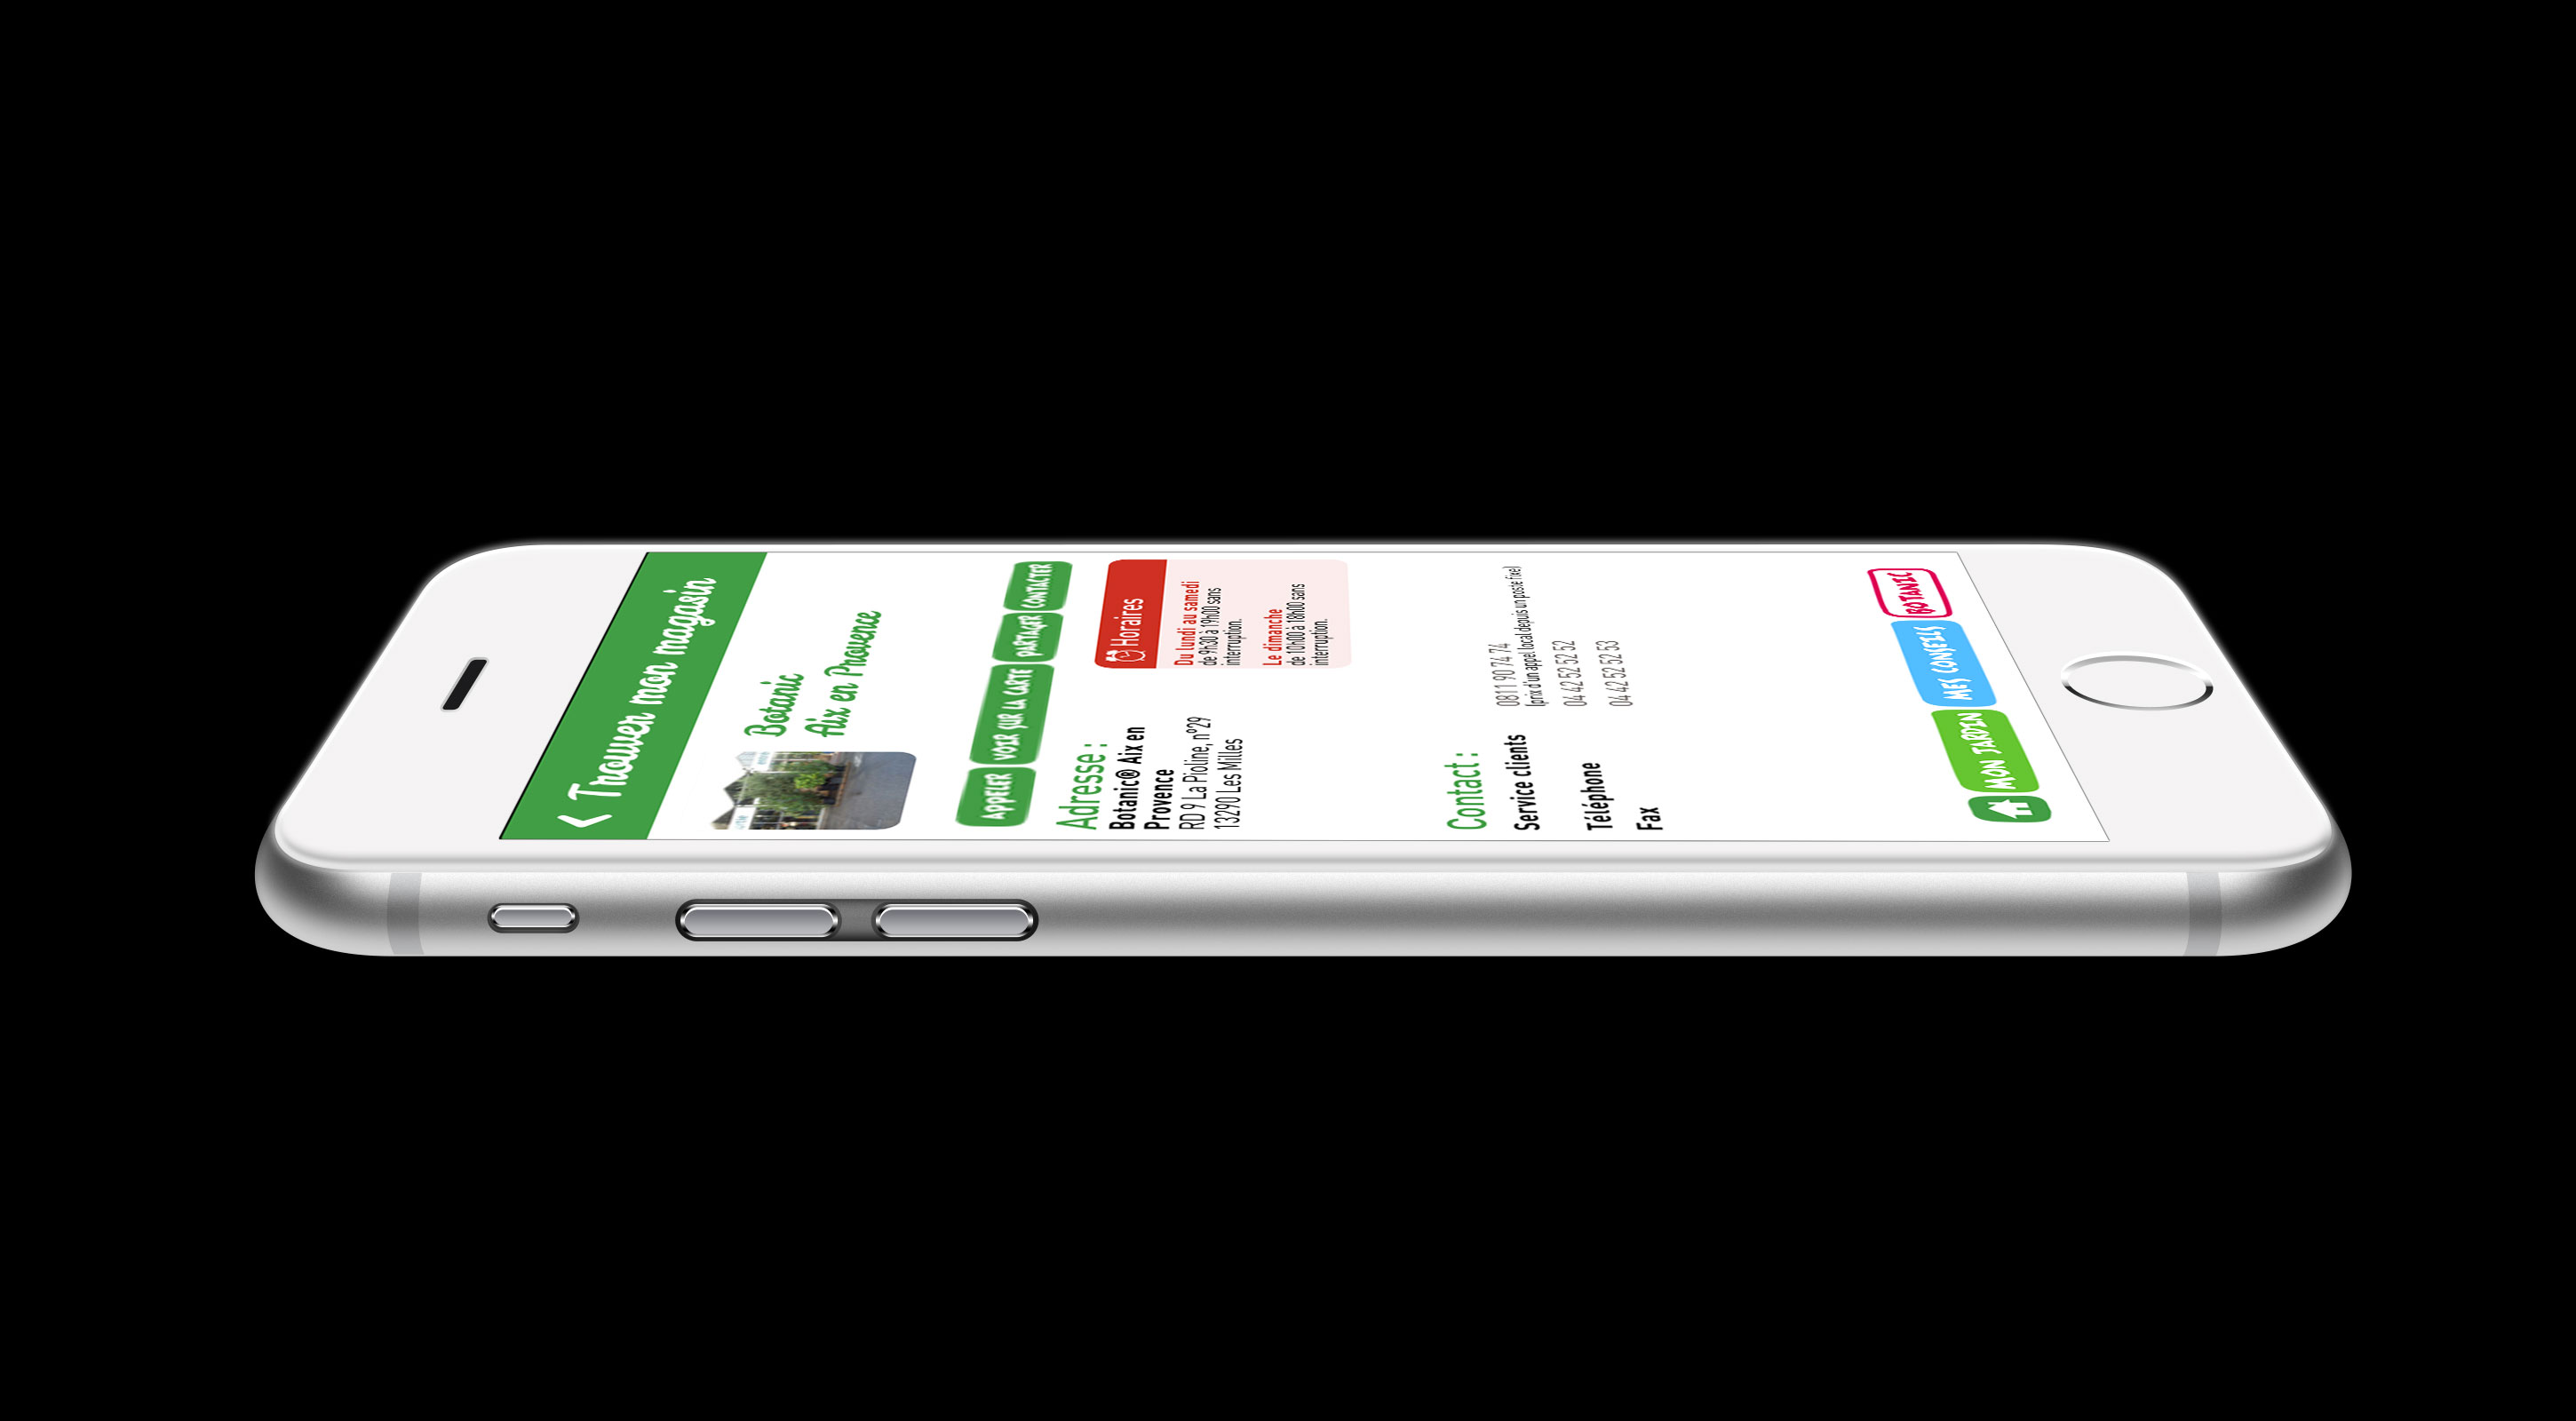 < Trouver mon magasin
Botanic
Aix en Provence
APPELER
VOIR SUR LA CARTE
PARTAGER
CONTACTER
Adresse :
Botanic® Aix en
Provence
RD 9 La Pioline, n°29
13290 Les Milles
Horaires
Du lundi au samedi
de 9h30 à 19h00 sans
interruption.
Le dimanche
de 10h00 à 18h00 sans
interruption.
Contact :
Service clients 0811 90 74 74
(prix d'un appel local depuis un poste fixe)
Téléphone 04 42 52 52 52
Fax 04 42 52 52 53
MON JARDIN
MES CONSEILS
BOTANIC